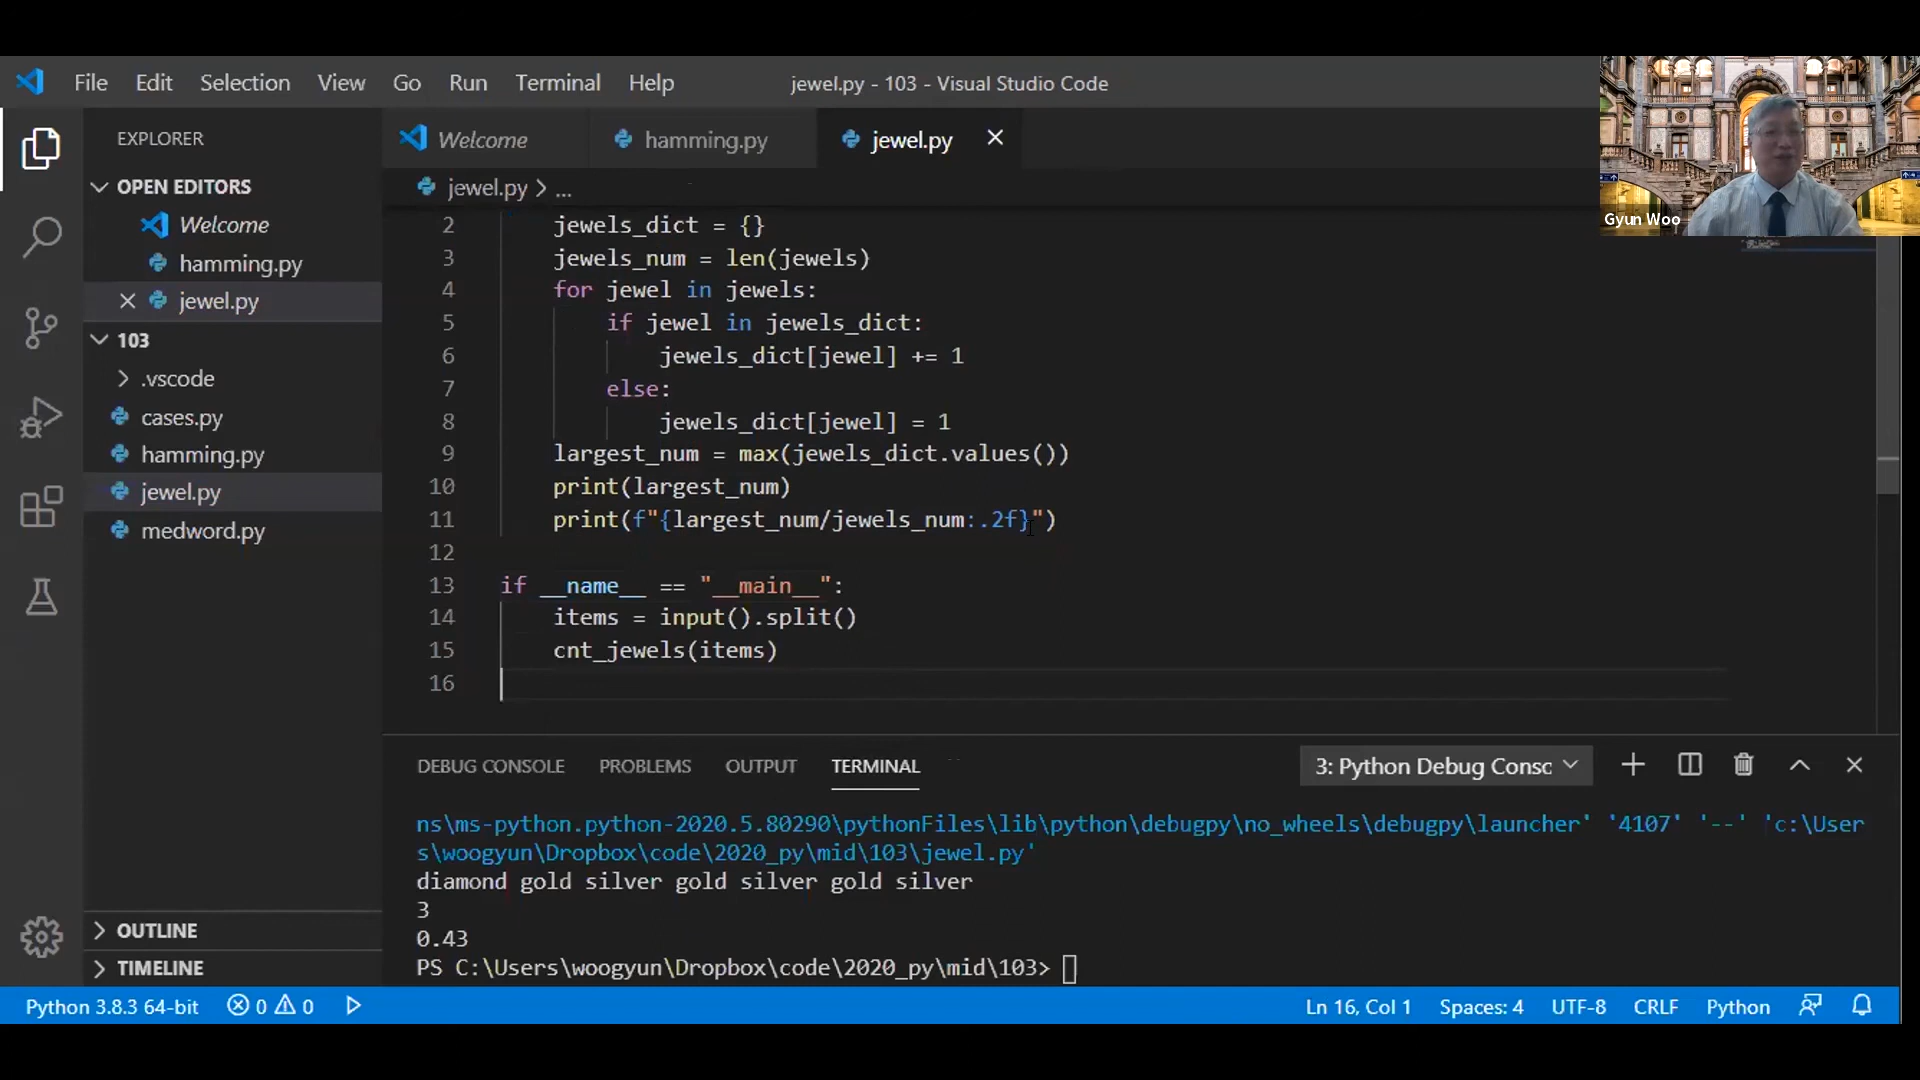 File Edit Selection View Go Run Terminal Help jewel.py - 103 - Visual Studio Code
Gyun Woo
EXPLORER
OPEN EDITORS
Welcome
hamming.py
jewel.py
103
.vscode
cases.py
hamming.py
jewel.py
medword.py
OUTLINE
TIMELINE
Welcome hamming.py jewel.py
jewel.py > ...
2 jewels_dict = {}
3 jewels_num = len(jewels)
4 for jewel in jewels:
5 if jewel in jewels_dict:
6 jewels_dict[jewel] += 1
7 else:
8 jewels_dict[jewel] = 1
9 largest_num = max(jewels_dict.values())
10 print(largest_num)
11 print(f"{largest_num/jewels_num:.2f}")
12
13 if __name__ == "__main__":
14 items = input().split()
15 cnt_jewels(items)
16
DEBUG CONSOLE PROBLEMS OUTPUT TERMINAL 3: Python Debug Consc
ns\ms-python.python-2020.5.80290\pythonFiles\lib\python\debugpy\no_wheels\debugpy\launcher' '4107' '--' 'c:\User
s\woogyun\Dropbox\code\2020_py\mid\103\jewel.py'
diamond gold silver gold silver gold silver
3
0.43
PS C:\Users\woogyun\Dropbox\code\2020_py\mid\103>
Python 3.8.3 64-bit 0 0 Ln 16, Col 1 Spaces: 4 UTF-8 CRLF Python